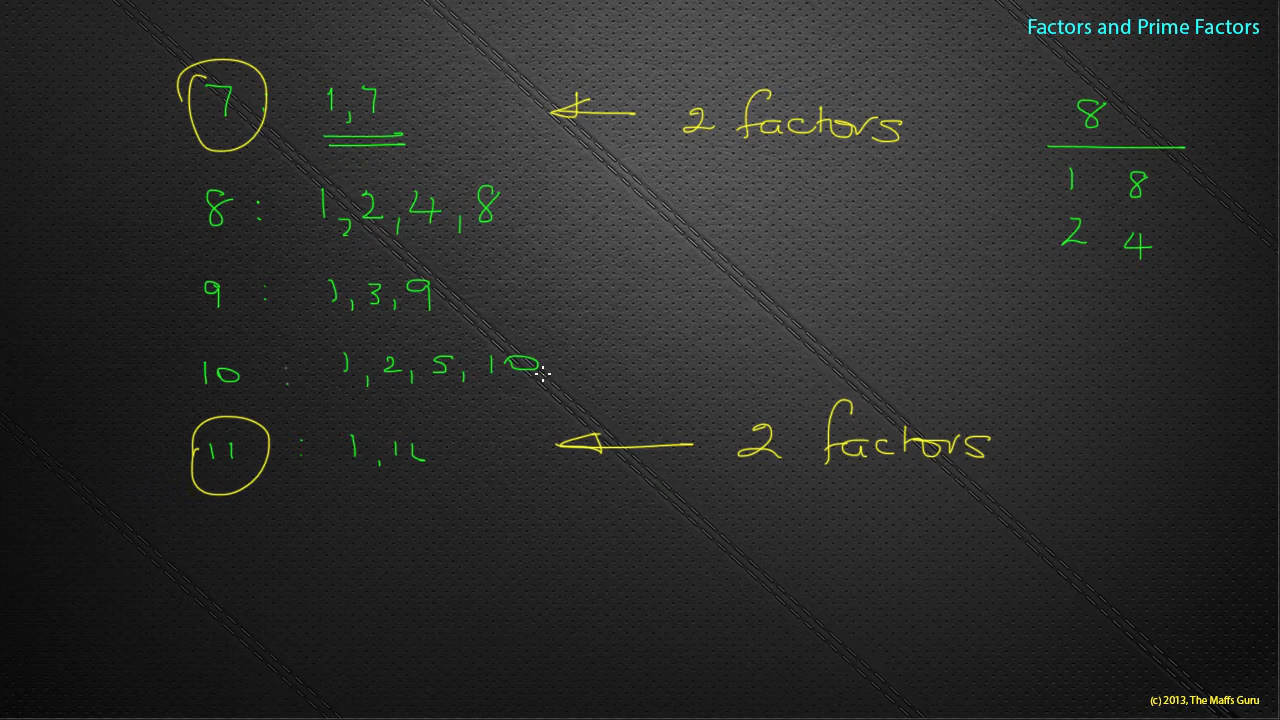 Factors and Prime Factors
7 1,7 ← 2 factors
8 : 1,2,4,8
9 : 1,3,9
10 : 1,2,5,10
11 : 1,11 ← 2 factors
8
1 8
2 4
(c) 2013, The Maffs Guru